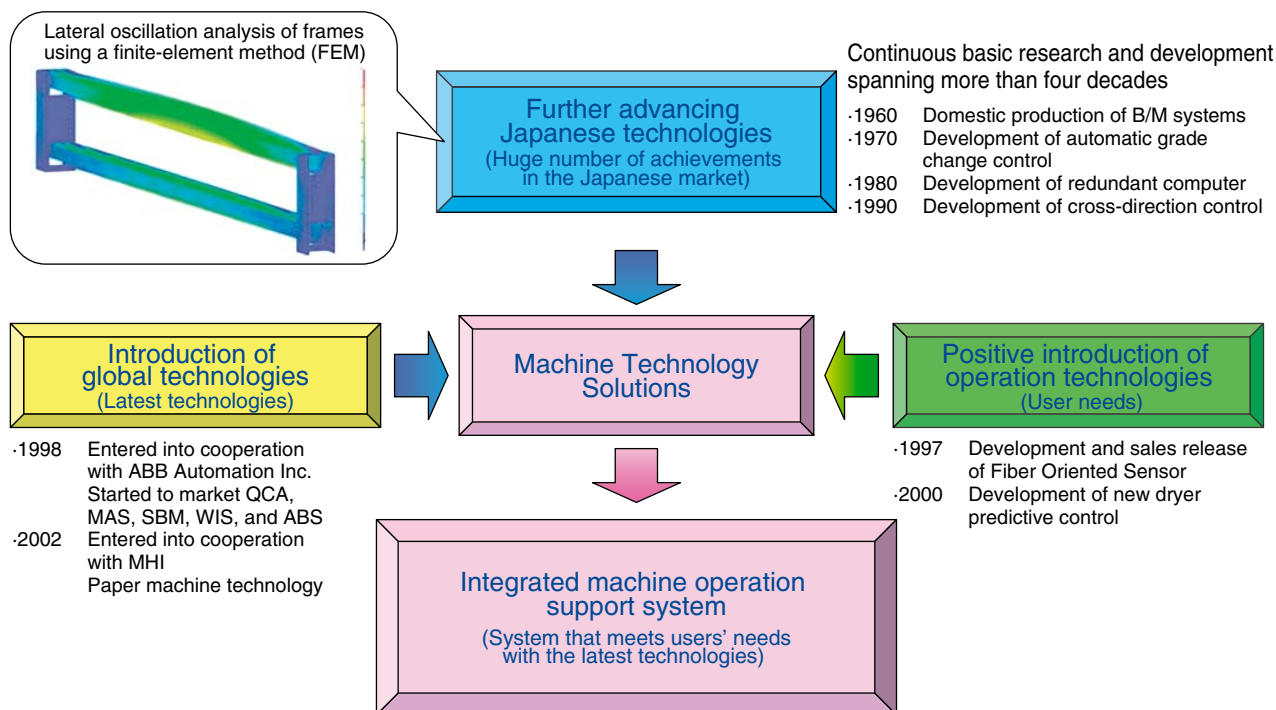 Lateral oscillation analysis of frames
using a finite-element method (FEM)
Further advancing
Japanese technologies
(Huge number of achievements
in the Japanese market)
Continuous basic research and development
spanning more than four decades
·1960 Domestic production of B/M systems
·1970 Development of automatic grade
change control
·1980 Development of redundant computer
·1990 Development of cross-direction control
Introduction of
global technologies
(Latest technologies)
·1998 Entered into cooperation
with ABB Automation Inc.
Started to market QCA,
MAS, SBM, WIS, and ABS
·2002 Entered into cooperation
with MHI
Paper machine technology
Machine Technology
Solutions
Positive introduction of
operation technologies
(User needs)
·1997 Development and sales release
of Fiber Oriented Sensor
·2000 Development of new dryer
predictive control
Integrated machine operation
support system
(System that meets users’ needs
with the latest technologies)